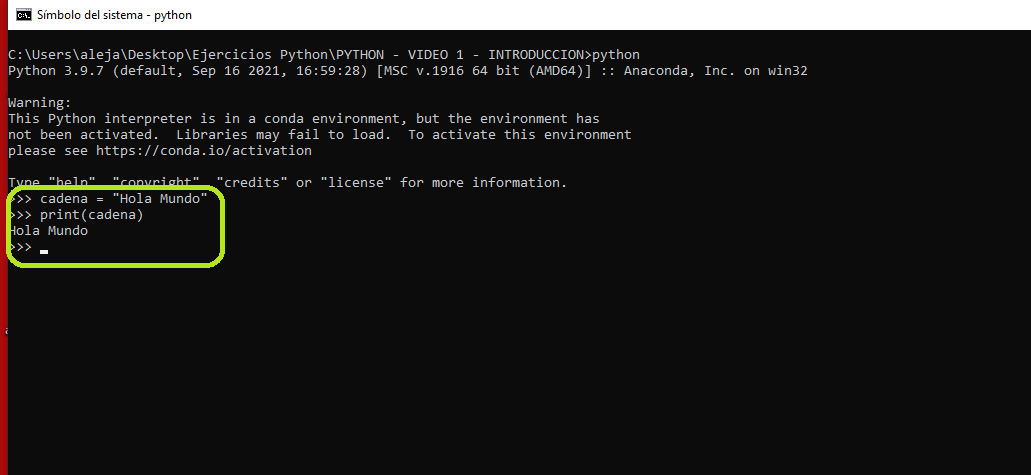 Símbolo del sistema - python
C:\Users\aleja\Desktop\Ejercicios Python\PYTHON - VIDEO 1 - INTRODUCCION>python
Python 3.9.7 (default, Sep 16 2021, 16:59:28) [MSC v.1916 64 bit (AMD64)] :: Anaconda, Inc. on win32
Warning:
This Python interpreter is in a conda environment, but the environment has
not been activated.  Libraries may fail to load.  To activate this environment
please see https://conda.io/activation
Type "help", "copyright", "credits" or "license" for more information.
>>> cadena = "Hola Mundo"
>>> print(cadena)
Hola Mundo
>>>